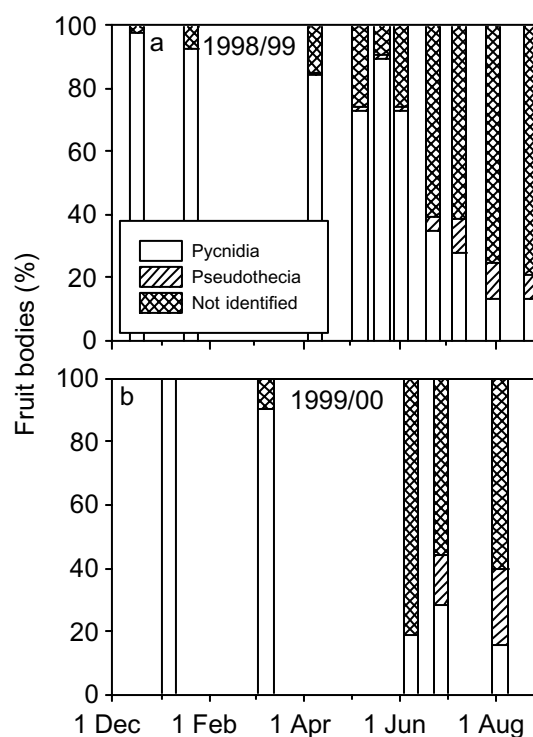 100
80
60
40
20
0
a 1998/99
Pycnidia
Pseudothecia
Not identified
Fruit bodies (%)
100
80
60
40
20
0
b 1999/00
1 Dec 1 Feb 1 Apr 1 Jun 1 Aug